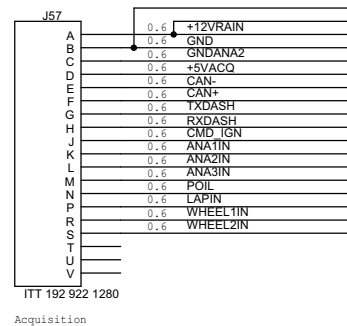 J57
A 0.6 +12VRAIN
B 0.6 GND
C 0.6 GNDANA2
D 0.6 +5VACQ
E 0.6 CAN-
F 0.6 CAN+
G 0.6 TXDASH
H 0.6 RXDASH
J 0.6 CMD_IGN
K 0.6 ANA1IN
L 0.6 ANA2IN
M 0.6 ANA3IN
N 0.6 POIL
P 0.6 LAPIN
R 0.6 WHEEL1IN
S 0.6 WHEEL2IN
T
U
V
ITT 192 922 1280
Acquisition